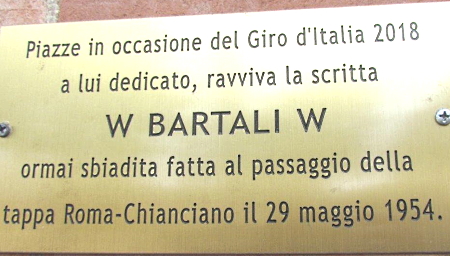 Piazze in occasione del Giro d'Italia 2018
a lui dedicato, ravviva la scritta
W BARTALI W
ormai sbiadita fatta al passaggio della
tappa Roma-Chianciano il 29 maggio 1954.